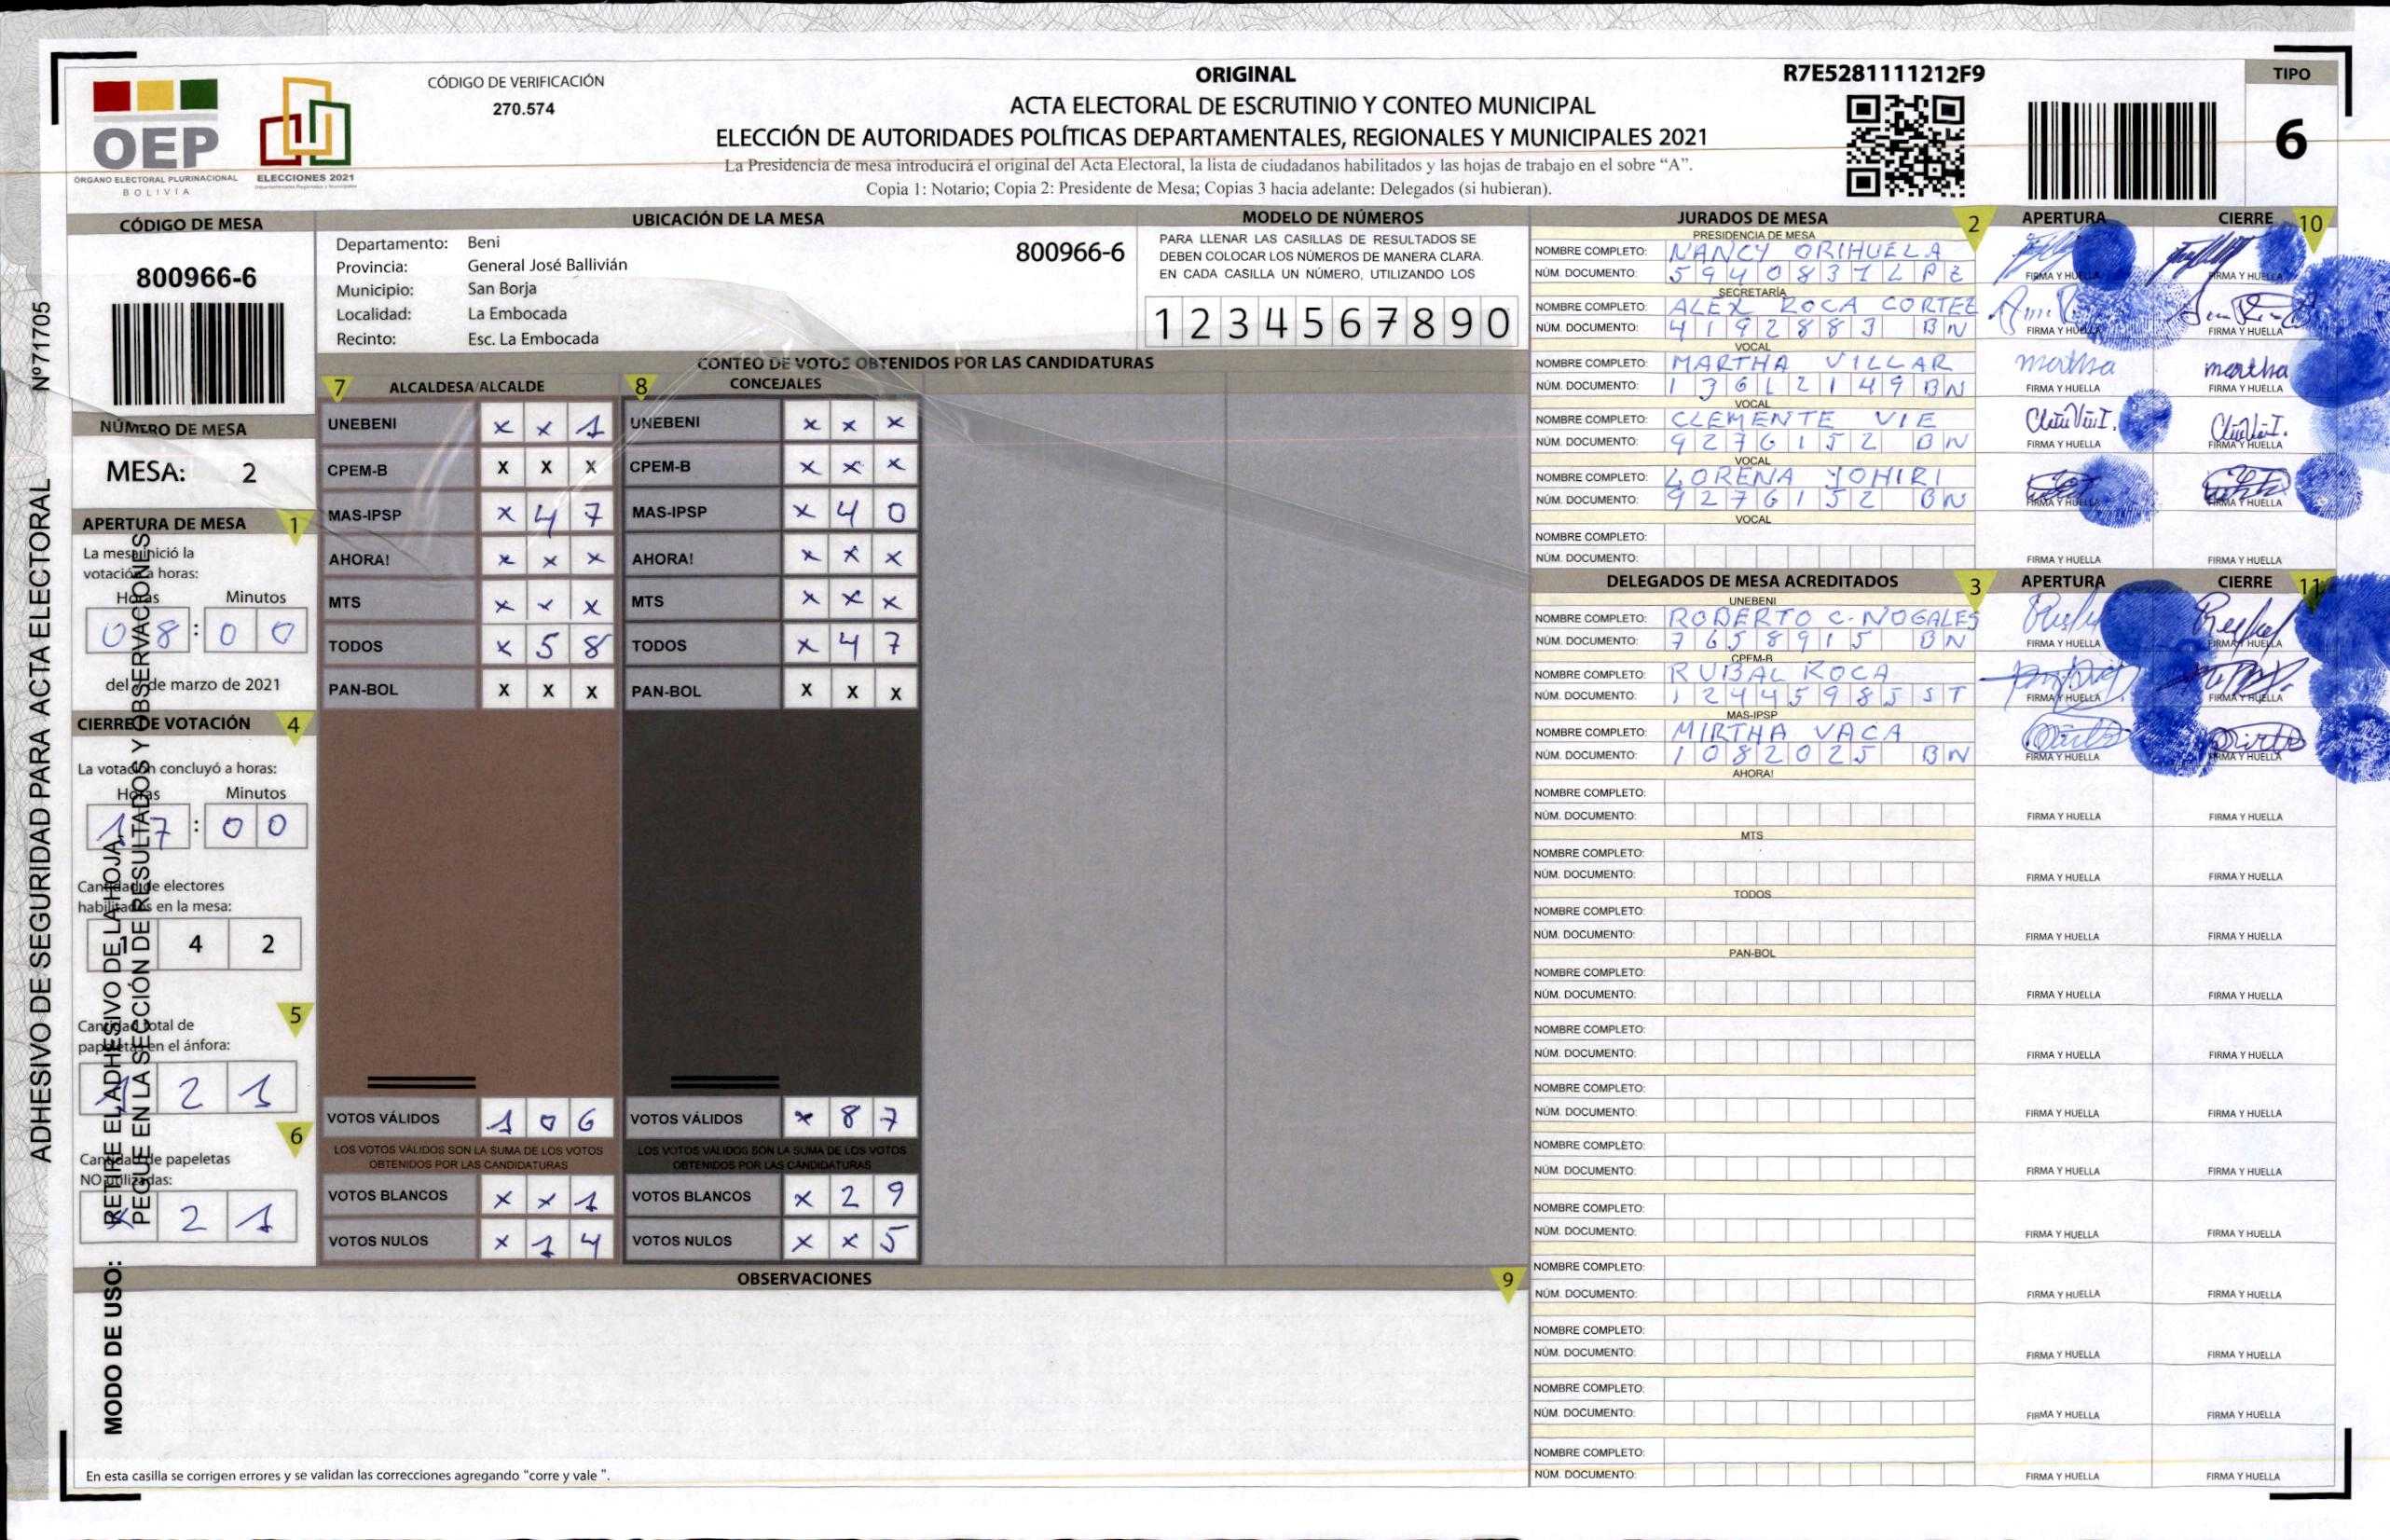 OEP
ÓRGANO ELECTORAL PLURINACIONAL
BOLIVIA
ELECCIONES 2021
CÓDIGO DE VERIFICACIÓN
270.574
ORIGINAL
ACTA ELECTORAL DE ESCRUTINIO Y CONTEO MUNICIPAL
ELECCIÓN DE AUTORIDADES POLÍTICAS DEPARTAMENTALES, REGIONALES Y MUNICIPALES 2021
La Presidencia de mesa introducirá el original del Acta Electoral, la lista de ciudadanos habilitados y las hojas de trabajo en el sobre “A”.
Copia 1: Notario; Copia 2: Presidente de Mesa; Copias 3 hacia adelante: Delegados (si hubieran).
R7E5281111212F9
TIPO
6
ADHESIVO DE SEGURIDAD PARA ACTA ELECTORAL Nº71705
MODO DE USO: RETIRE EL ADHESIVO DE LA HOJA,
PEGUE EN LA SECCIÓN DE RESULTADOS Y OBSERVACIONES
CÓDIGO DE MESA
800966-6
NÚMERO DE MESA
MESA: 2
APERTURA DE MESA 1
La mesa inició la
votación a horas:
Horas Minutos
08:00
del 7 de marzo de 2021
CIERRE DE VOTACIÓN 4
La votación concluyó a horas:
Horas Minutos
17:00
Cantidad de electores
habilitados en la mesa:
1 4 2
5
Cantidad total de
papeletas en el ánfora:
1 2 1
6
Cantidad de papeletas
NO utilizadas:
x 2 1
UBICACIÓN DE LA MESA
Departamento: Beni
800966-6
Provincia: General José Ballivián
Municipio: San Borja
Localidad: La Embocada
Recinto: Esc. La Embocada
MODELO DE NÚMEROS
PARA LLENAR LAS CASILLAS DE RESULTADOS SE
DEBEN COLOCAR LOS NÚMEROS DE MANERA CLARA.
EN CADA CASILLA UN NÚMERO, UTILIZANDO LOS
1 2 3 4 5 6 7 8 9 0
CONTEO DE VOTOS OBTENIDOS POR LAS CANDIDATURAS
7 ALCALDESA/ALCALDE
UNEBENI x x 1
CPEM-B X X X
MAS-IPSP x 4 7
AHORA! x x x
MTS x x x
TODOS x 5 8
PAN-BOL X X X
VOTOS VÁLIDOS 1 0 6
LOS VOTOS VÁLIDOS SON LA SUMA DE LOS VOTOS
OBTENIDOS POR LAS CANDIDATURAS
VOTOS BLANCOS x x 1
VOTOS NULOS x 14
8 CONCEJALES
UNEBENI x x x
CPEM-B x x x
MAS-IPSP x 4 0
AHORA! x x x
MTS x x x
TODOS x 4 7
PAN-BOL X X X
VOTOS VÁLIDOS x 8 7
LOS VOTOS VÁLIDOS SON LA SUMA DE LOS VOTOS
OBTENIDOS POR LAS CANDIDATURAS
VOTOS BLANCOS x 2 9
VOTOS NULOS x x 5
OBSERVACIONES 9
En esta casilla se corrigen errores y se validan las correcciones agregando "corre y vale ".
JURADOS DE MESA 2 APERTURA CIERRE 10
PRESIDENCIA DE MESA
NOMBRE COMPLETO: NANCY ORIHUELA
NÚM. DOCUMENTO: 5940837LPZ FIRMA Y HUELLA FIRMA Y HUELLA
SECRETARÍA
NOMBRE COMPLETO: ALEX ROCA CORTEZ
NÚM. DOCUMENTO: 4192883 BN FIRMA Y HUELLA FIRMA Y HUELLA
VOCAL
NOMBRE COMPLETO: MARTHA VILLAR martha martha
NÚM. DOCUMENTO: FIRMA Y HUELLA FIRMA Y HUELLA
VOCAL
NOMBRE COMPLETO: CLEMENTE VIE
NÚM. DOCUMENTO: 9276152 BN FIRMA Y HUELLA FIRMA Y HUELLA
VOCAL
NOMBRE COMPLETO: LORENA YOHIRI
NÚM. DOCUMENTO: 9276152 BN FIRMA Y HUELLA FIRMA Y HUELLA
VOCAL
NOMBRE COMPLETO:
NÚM. DOCUMENTO: FIRMA Y HUELLA FIRMA Y HUELLA
DELEGADOS DE MESA ACREDITADOS 3 APERTURA CIERRE 11
UNEBENI
NOMBRE COMPLETO: ROBERTO C. NOGALES
NÚM. DOCUMENTO: 7658915 BN FIRMA Y HUELLA FIRMA Y HUELLA
CPEM-B
NOMBRE COMPLETO: RUBAL ROCA
NÚM. DOCUMENTO: 12445985ST FIRMA Y HUELLA FIRMA Y HUELLA
MAS-IPSP
NOMBRE COMPLETO: MIRTHA VACA
NÚM. DOCUMENTO: 1082025 BN FIRMA Y HUELLA FIRMA Y HUELLA
AHORA!
NOMBRE COMPLETO:
NÚM. DOCUMENTO: FIRMA Y HUELLA FIRMA Y HUELLA
MTS
NOMBRE COMPLETO:
NÚM. DOCUMENTO: FIRMA Y HUELLA FIRMA Y HUELLA
TODOS
NOMBRE COMPLETO:
NÚM. DOCUMENTO: FIRMA Y HUELLA FIRMA Y HUELLA
PAN-BOL
NOMBRE COMPLETO:
NÚM. DOCUMENTO: FIRMA Y HUELLA FIRMA Y HUELLA
NOMBRE COMPLETO:
NÚM. DOCUMENTO: FIRMA Y HUELLA FIRMA Y HUELLA
NOMBRE COMPLETO:
NÚM. DOCUMENTO: FIRMA Y HUELLA FIRMA Y HUELLA
NOMBRE COMPLETO:
NÚM. DOCUMENTO: FIRMA Y HUELLA FIRMA Y HUELLA
NOMBRE COMPLETO:
NÚM. DOCUMENTO: FIRMA Y HUELLA FIRMA Y HUELLA
NOMBRE COMPLETO:
NÚM. DOCUMENTO: FIRMA Y HUELLA FIRMA Y HUELLA
NOMBRE COMPLETO:
NÚM. DOCUMENTO: FIRMA Y HUELLA FIRMA Y HUELLA
NOMBRE COMPLETO:
NÚM. DOCUMENTO: FIRMA Y HUELLA FIRMA Y HUELLA
NOMBRE COMPLETO:
NÚM. DOCUMENTO: FIRMA Y HUELLA FIRMA Y HUELLA